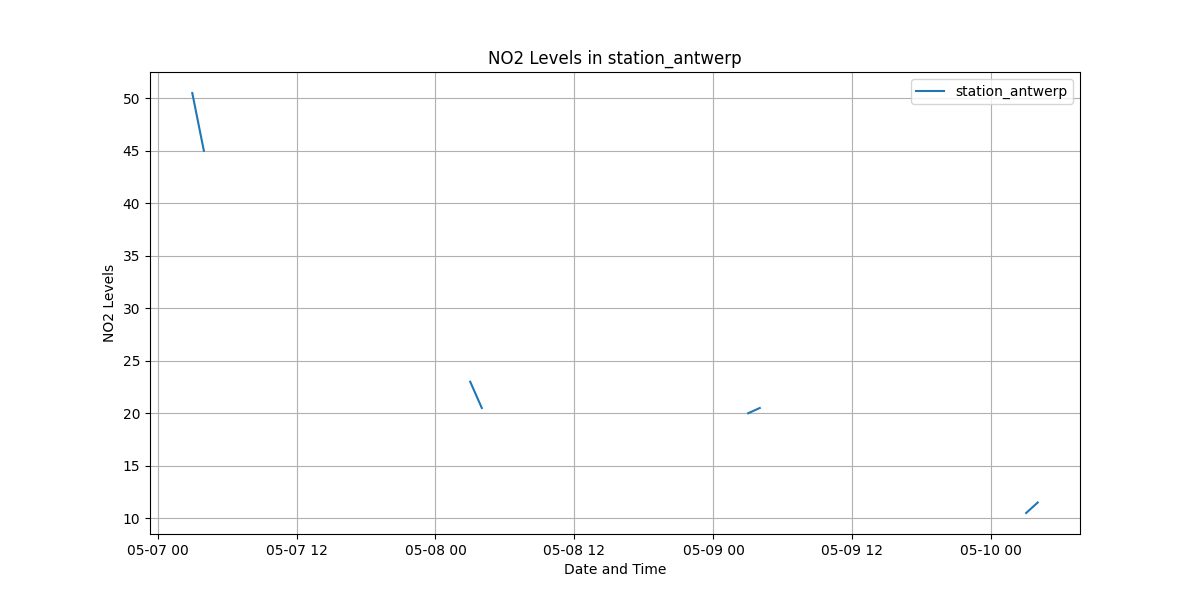 NO2 Levels in station_antwerp
station_antwerp
50
45
40
35
30
25
20
15
10
NO2 Levels
05-07 00 05-07 12 05-08 00 05-08 12 05-09 00 05-09 12 05-10 00
Date and Time